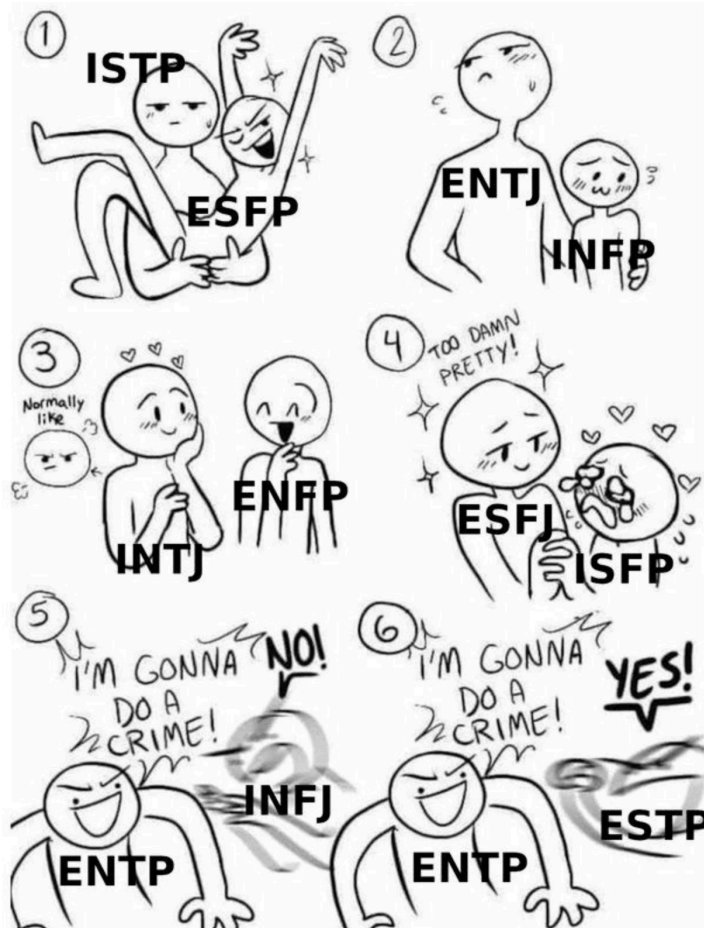 1
ISTP
ESFP
2
ENTJ
INFP
3
Normally
like
INTJ
ENFP
4
TOO DAMN
PRETTY!
ESFJ
ISFP
5
I'M GONNA
DO A
CRIME!
NO!
INFJ
ENTP
6
I'M GONNA
DO A
CRIME!
YES!
ESTP
ENTP